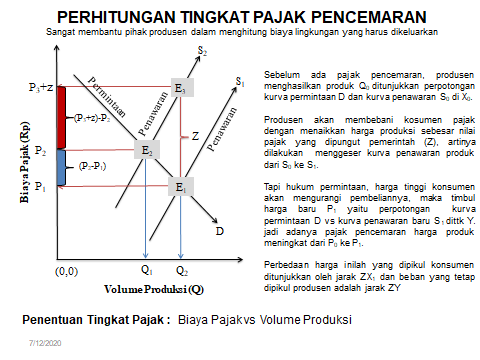 PERHITUNGAN TINGKAT PAJAK PENCEMARAN
Sangat membantu pihak produsen dalam menghitung biaya lingkungan yang harus dikeluarkan
S₂
S₁
P₃+z
E₃
Permintaan
Penawaran
Penawaran
(P₃+z)-P₂
Z
P₂
E₂
(P₂-P₁)
P₁
E₁
D
Biaya Pajak (Rp)
(0,0)
Q₁
Q₂
Volume Produksi (Q)
Sebelum ada pajak pencemaran, produsen
menghasilkan produk Q₀ ditunjukkan perpotongan
kurva permintaan D dan kurva penawaran S₀ di X₀.
Produsen akan membebani kosumen pajak
dengan menaikkan harga produksi sebesar nilai
pajak yang dipungut pemerintah (Z), artinya
dilakukan menggeser kurva penawaran produk
dari S₀ ke S₁.
Tapi hukum permintaan, harga tinggi konsumen
akan mengurangi pembeliannya, maka timbul
harga baru P₁ yaitu perpotongan kurva
permintaan D vs kurva penawaran baru S₁ dittk Y.
jadi adanya pajak pencemaran harga produk
meningkat dari P₀ ke P₁.
Perbedaan harga inilah yang dipikul konsumen
ditunjukkan oleh jarak ZX₁ dan beban yang tetap
dipikul produsen adalah jarak ZY
Penentuan Tingkat Pajak : Biaya Pajak vs Volume Produksi
7/12/2020